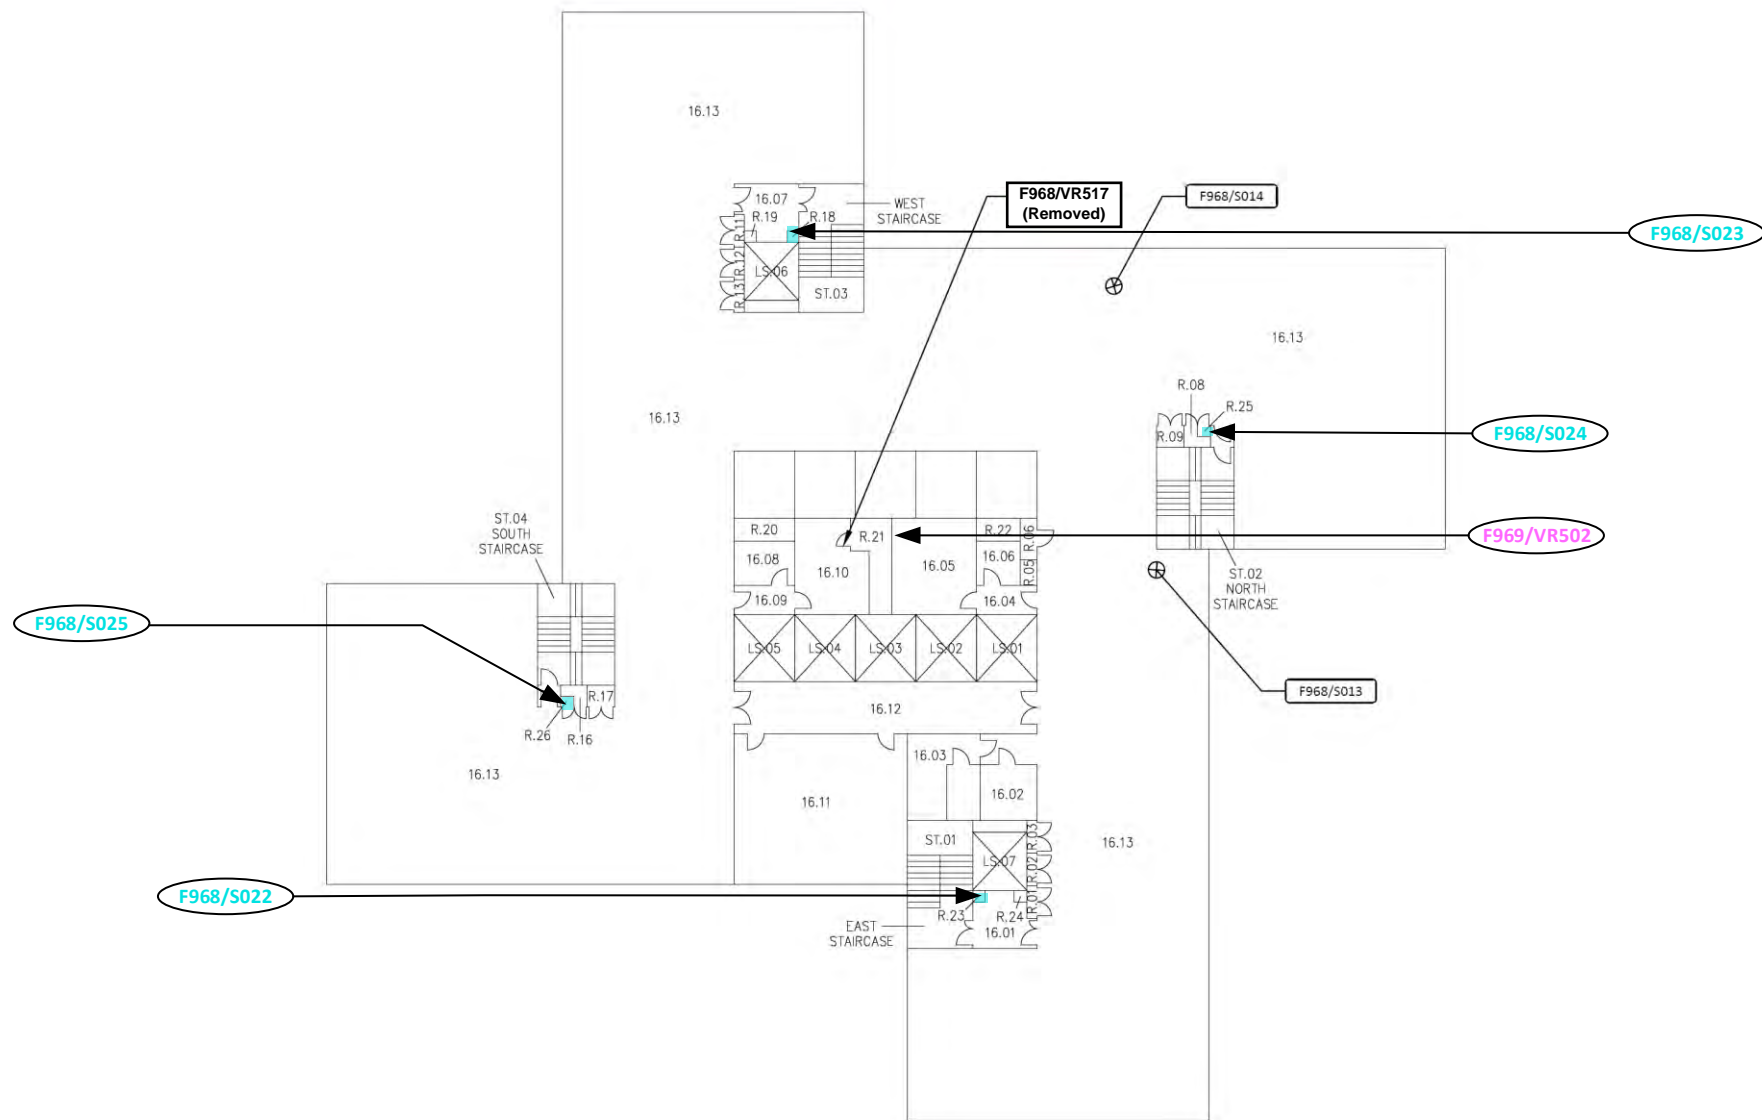 16.13
F968/VR517
(Removed)
F968/S014
16.07
WEST
STAIRCASE
R.19
R.18
R.11
F968/S023
R.12
LS.06
R.13
ST.03
16.13
R.08
R.25
16.13
R.09
F968/S024
ST.04
SOUTH
STAIRCASE
R.20
R.21
R.22
R.06
F969/VR502
16.08
16.10
16.05
16.06
R.05
ST.02
NORTH
STAIRCASE
16.09
16.04
F968/S025
LS.05
LS.04
LS.03
LS.02
LS.01
F968/S013
R.17
R.26
R.16
16.12
16.03
16.13
16.11
16.02
ST.01
R.03
16.13
LS.07
R.02
F968/S022
R.01
R.23
R.24
EAST
STAIRCASE
16.01